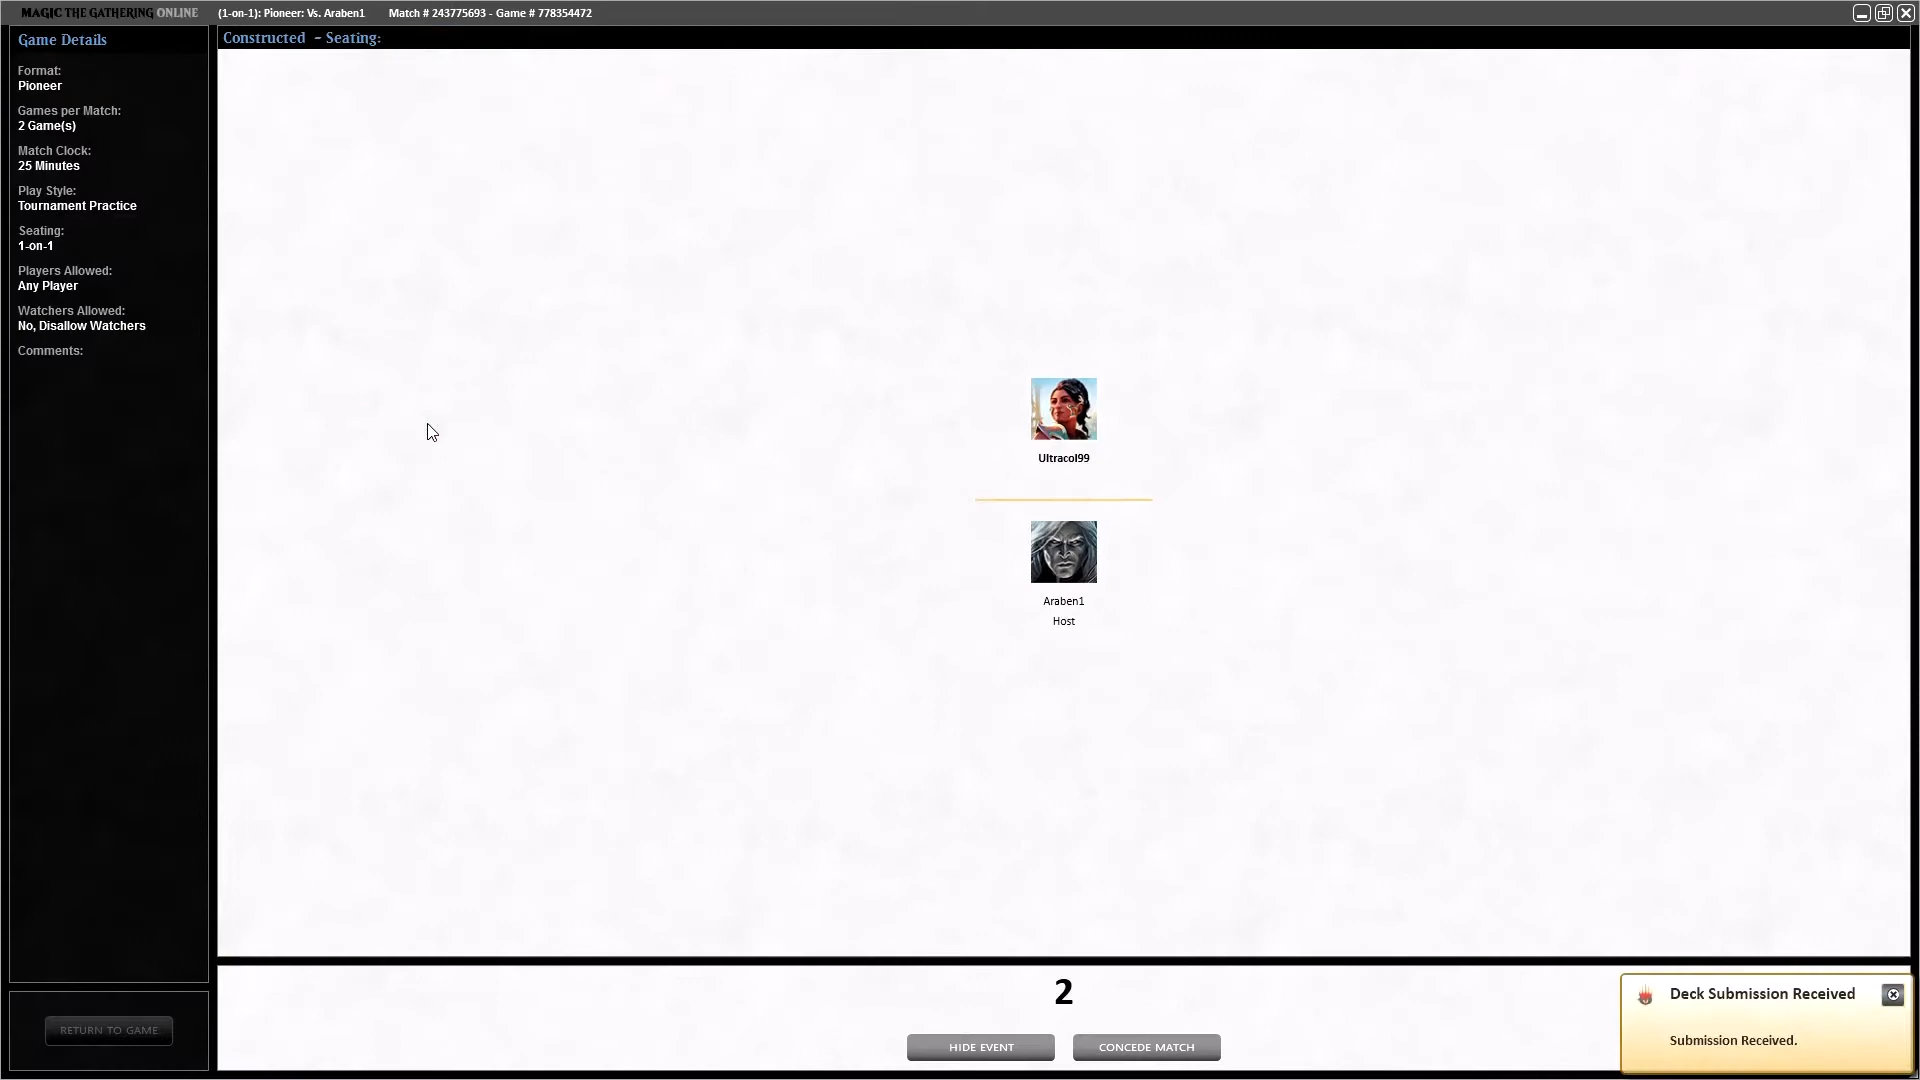 MAGIC THE GATHERING ONLINE (1-on-1): Pioneer: Vs. Araben1 Match # 243775693 - Game # 778354472
Game Details
Format:
Pioneer
Games per Match:
2 Game(s)
Match Clock:
25 Minutes
Play Style:
Tournament Practice
Seating:
1-on-1
Players Allowed:
Any Player
Watchers Allowed:
No, Disallow Watchers
Comments:
RETURN TO GAME
Constructed - Seating:
Ultracol99
Araben1
Host
2
HIDE EVENT CONCEDE MATCH
Deck Submission Received
Submission Received.